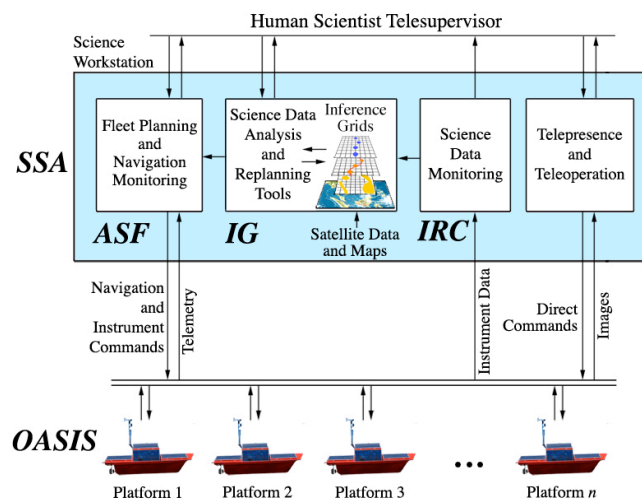 Human Scientist Telesupervisor
Science
Workstation
SSA
Fleet Planning
and
Navigation
Monitoring
ASF
Science Data
Analysis
and
Replanning
Tools
Inference
Grids
IG
Satellite Data
and Maps
Science
Data
Monitoring
IRC
Telepresence
and
Teleoperation
Navigation
and
Instrument
Commands
Telemetry
Instrument Data
Direct
Commands
Images
OASIS
Platform 1
Platform 2
Platform 3
•••
Platform n